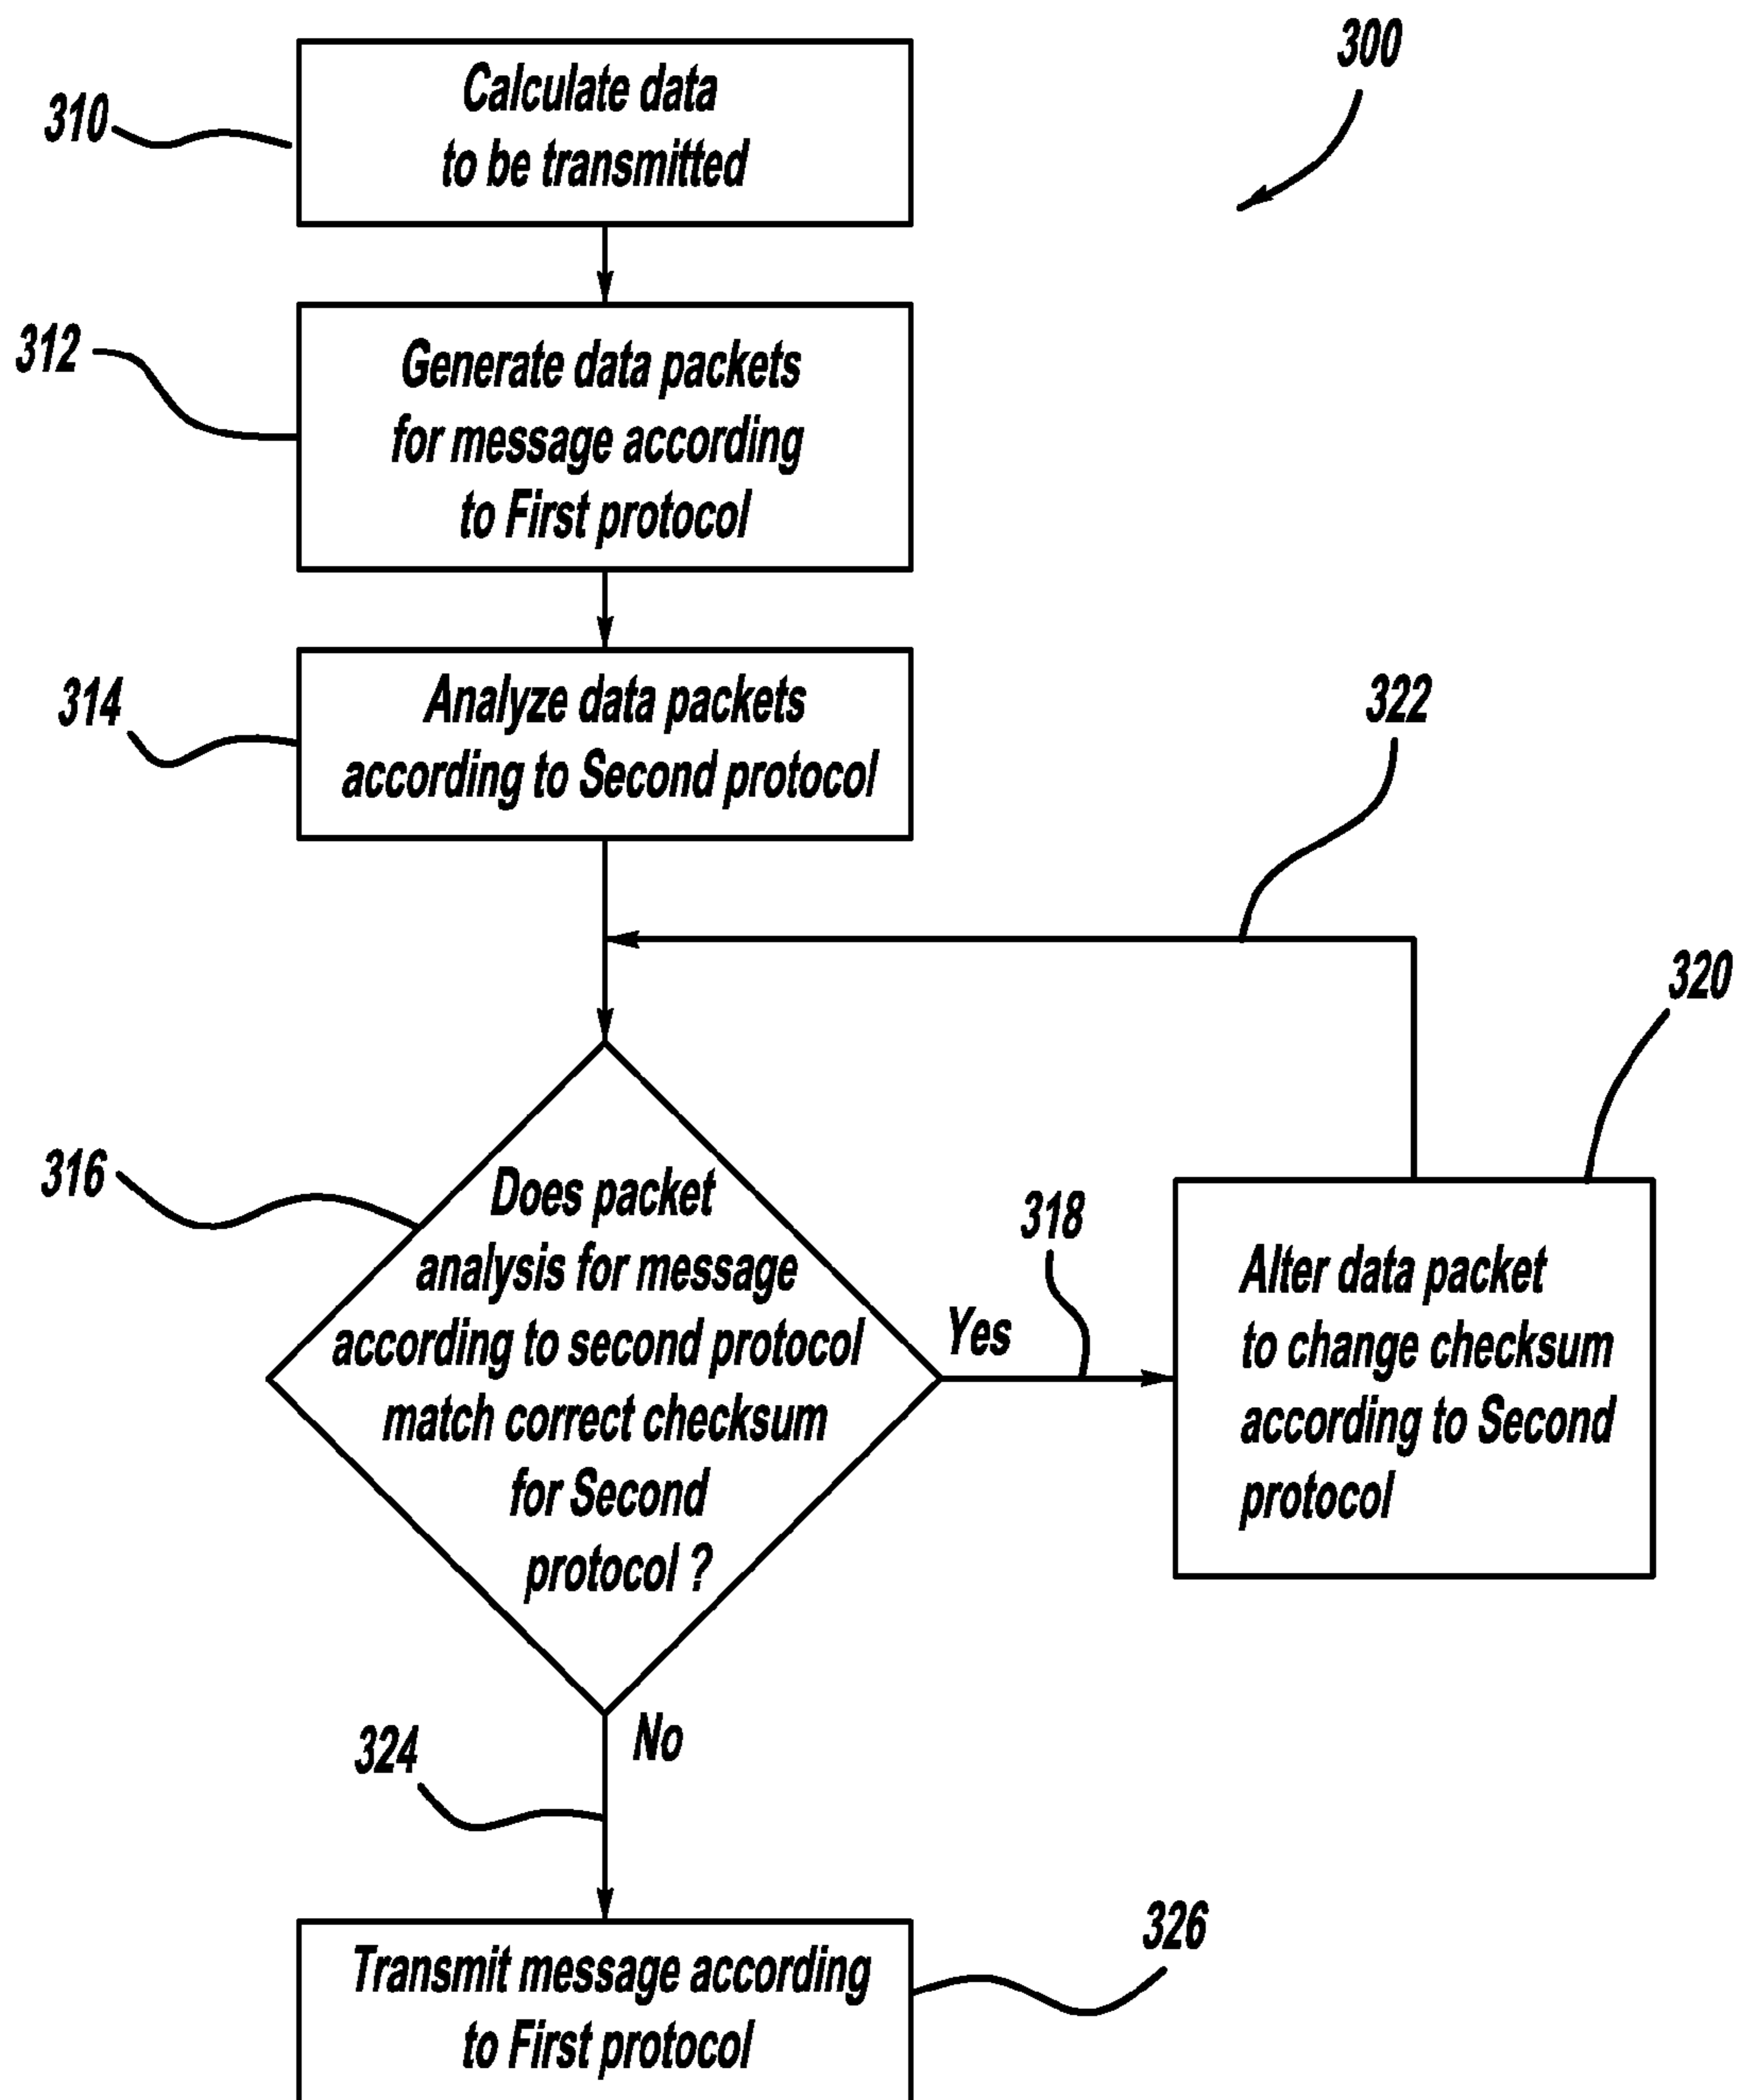 300
310
Calculate data
to be transmitted
312
Generate data packets
for message according
to First protocol
314
Analyze data packets
according to Second protocol
322
320
316
Does packet
analysis for message
according to second protocol
match correct checksum
for Second
protocol ?
Yes
318
Alter data packet
to change checksum
according to Second
protocol
No
324
326
Transmit message according
to First protocol